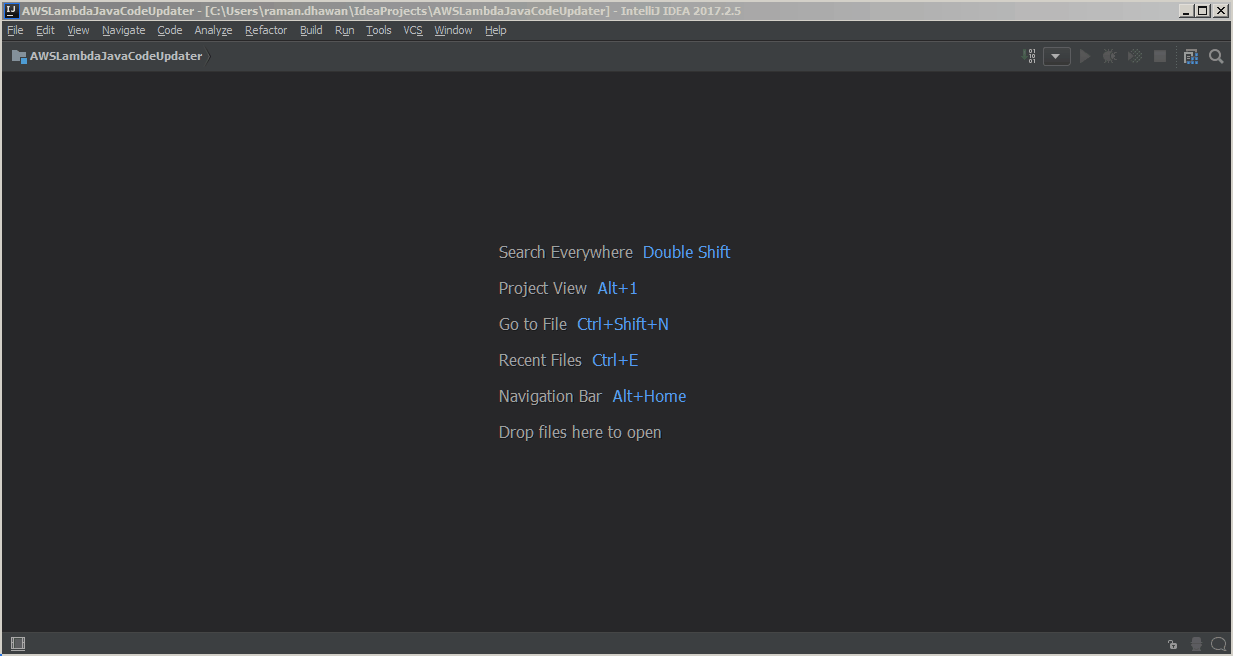 AWSLambdaJavaCodeUpdater - [C:\Users\raman.dhawan\IdeaProjects\AWSLambdaJavaCodeUpdater] - IntelliJ IDEA 2017.2.5
File Edit View Navigate Code Analyze Refactor Build Run Tools VCS Window Help
AWSLambdaJavaCodeUpdater
Search Everywhere Double Shift
Project View Alt+1
Go to File Ctrl+Shift+N
Recent Files Ctrl+E
Navigation Bar Alt+Home
Drop files here to open